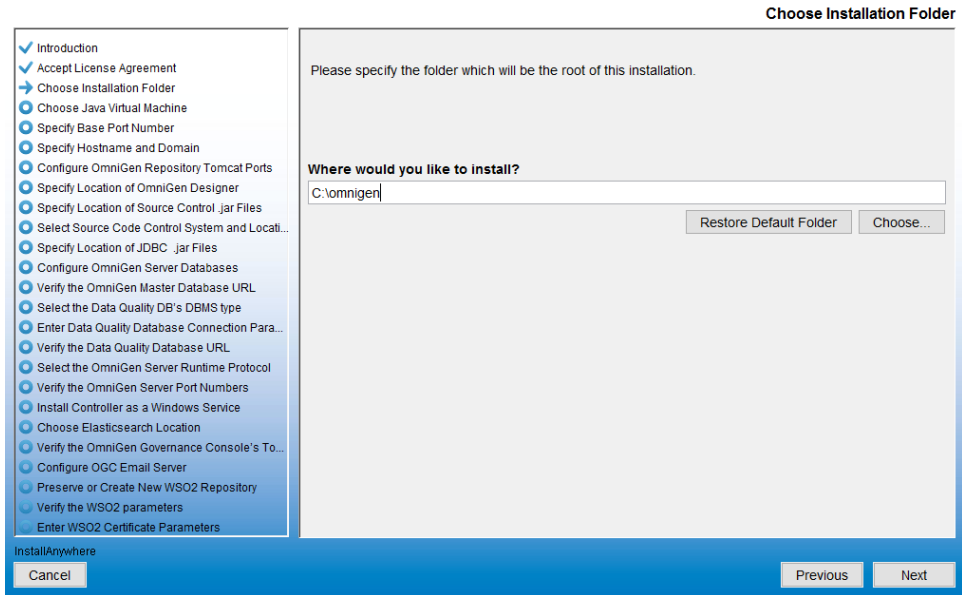 Choose Installation Folder
Introduction
Accept License Agreement
Choose Installation Folder
Choose Java Virtual Machine
Specify Base Port Number
Specify Hostname and Domain
Configure OmniGen Repository Tomcat Ports
Specify Location of OmniGen Designer
Specify Location of Source Control .jar Files
Select Source Code Control System and Locati...
Specify Location of JDBC .jar Files
Configure OmniGen Server Databases
Verify the OmniGen Master Database URL
Select the Data Quality DB's DBMS type
Enter Data Quality Database Connection Para...
Verify the Data Quality Database URL
Select the OmniGen Server Runtime Protocol
Verify the OmniGen Server Port Numbers
Install Controller as a Windows Service
Choose Elasticsearch Location
Verify the OmniGen Governance Console's To...
Configure OGC Email Server
Preserve or Create New WSO2 Repository
Verify the WSO2 parameters
Enter WSO2 Certificate Parameters
Please specify the folder which will be the root of this installation.
Where would you like to install?
C:\omnigen
Restore Default Folder Choose...
InstallAnywhere
Cancel Previous Next